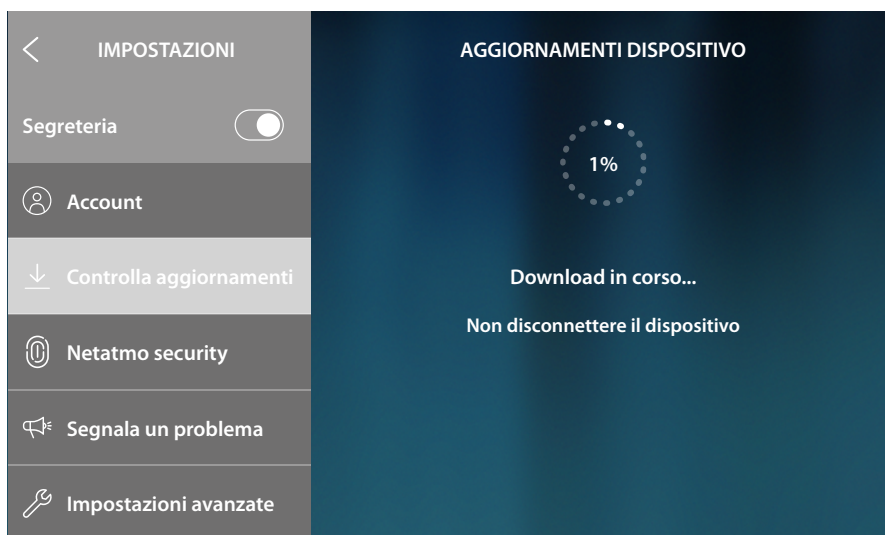 IMPOSTAZIONI
Segreteria
Account
Controlla aggiornamenti
Netatmo security
Segnala un problema
Impostazioni avanzate
AGGIORNAMENTI DISPOSITIVO
1%
Download in corso...
Non disconnettere il dispositivo